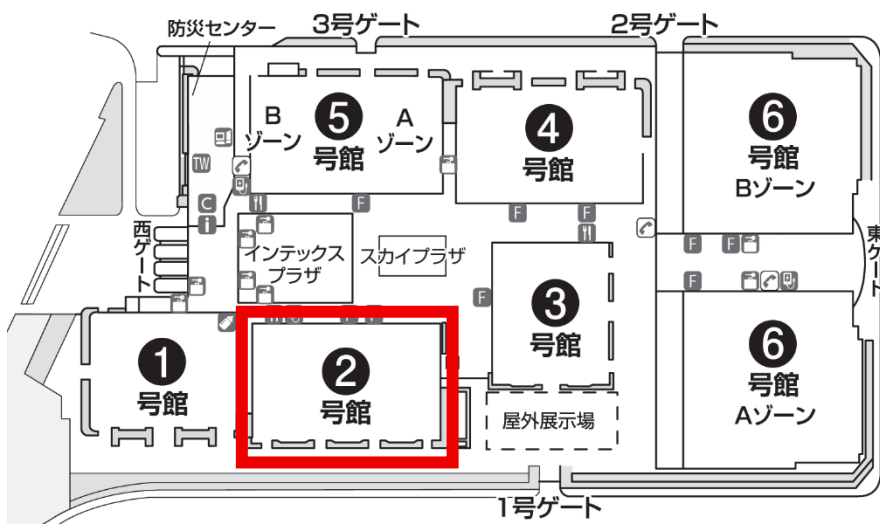 防災センター
3号ゲート
2号ゲート
B
ゾーン
5
号館
A
ゾーン
4
号館
6
号館
Bゾーン
TW
C
i
F
F
F
F
F
F
F
F
西ゲート
インテックス
プラザ
スカイプラザ
東ゲート
1
号館
2
号館
3
号館
6
号館
Aゾーン
屋外展示場
1号ゲート